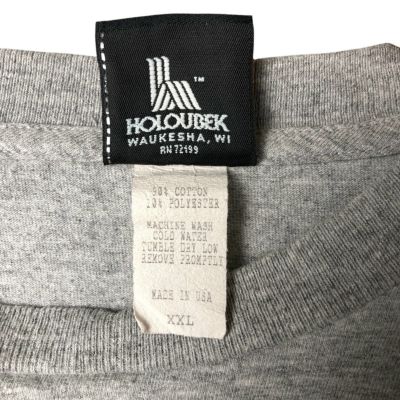 TM
HOLOUBEK
WAUKESHA, WI
RN 72199
90% COTTON
10% POLYESTER
MACHINE WASH
COLD WATER
TUMBLE DRY LOW
REMOVE PROMPTLY
MADE IN USA
XXL